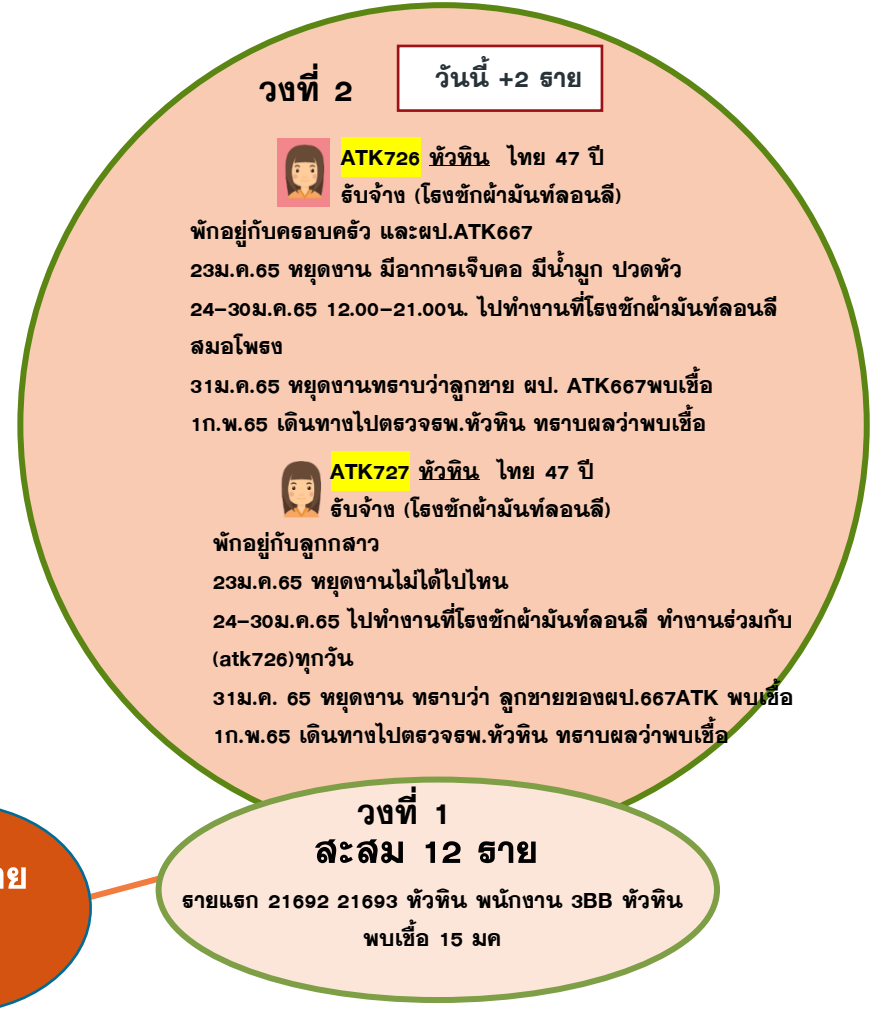 วงที่ 2
วันนี้ +2 ราย
ATK726 หัวหิน ไทย 47 ปี
รับจ้าง (โรงซักผ้ามันท์ลอนลี)
พักอยู่กับครอบครัว และผป.ATK667
23ม.ค.65 หยุดงาน มีอาการเจ็บคอ มีน้ำมูก ปวดหัว
24-30ม.ค.65 12.00-21.00น. ไปทำงานที่โรงซักผ้ามันท์ลอนลี
สมอโพรง
31ม.ค.65 หยุดงานทราบว่าลูกชาย ผป. ATK667พบเชื้อ
1ก.พ.65 เดินทางไปตรวจรพ.หัวหิน ทราบผลว่าพบเชื้อ
ATK727 หัวหิน ไทย 47 ปี
รับจ้าง (โรงซักผ้ามันท์ลอนลี)
พักอยู่กับลูกกสาว
23ม.ค.65 หยุดงานไม่ได้ไปไหน
24-30ม.ค.65 ไปทำงานที่โรงซักผ้ามันท์ลอนลี ทำงานร่วมกับ
(atk726)ทุกวัน
31ม.ค. 65 หยุดงาน ทราบว่า ลูกชายของผป.667ATK พบเชื้อ
1ก.พ.65 เดินทางไปตรวจรพ.หัวหิน ทราบผลว่าพบเชื้อ
วงที่ 1
สะสม 12 ราย
รายแรก 21692 21693 หัวหิน พนักงาน 3BB หัวหิน
พบเชื้อ 15 มค